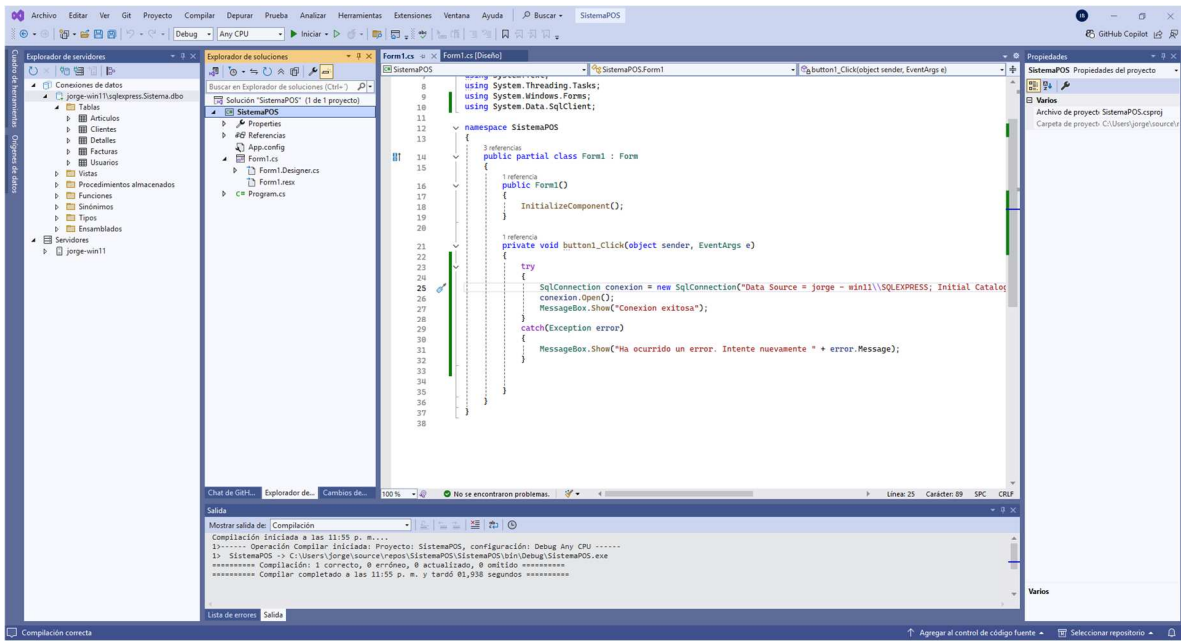 Archivo Editar Ver Git Proyecto Compilar Depurar Prueba Analizar Herramientas Extensiones Ventana Ayuda Buscar SistemaPOS
Debug Any CPU Iniciar GitHub Copilot
Cuadro de herramientas
Orígenes de datos
Explorador de servidores
Conexiones de datos
jorge-win11\sqlexpress.Sistema.dbo
Tablas
Articulos
Clientes
Detalles
Facturas
Usuarios
Vistas
Procedimientos almacenados
Funciones
Sinónimos
Tipos
Ensamblados
Servidores
jorge-win11
Explorador de soluciones
Buscar en Explorador de soluciones (Ctrl+´)
Solución "SistemaPOS" (1 de 1 proyecto)
SistemaPOS
Properties
Referencias
App.config
Form1.cs
Form1.Designer.cs
Form1.resx
C# Program.cs
Chat de GitH... Explorador de... Cambios de...
Form1.cs Form1.cs [Diseño]
SistemaPOS SistemaPOS.Form1 button1_Click(object sender, EventArgs e)
8 using System.Threading.Tasks;
9 using System.Windows.Forms;
10 using System.Data.SqlClient;
11
12 namespace SistemaPOS
13 {
3 referencias
14 public partial class Form1 : Form
15 {
1 referencia
16 public Form1()
17 {
18 InitializeComponent();
19 }
20
1 referencia
21 private void button1_Click(object sender, EventArgs e)
22 {
23 try
24 {
25 SqlConnection conexion = new SqlConnection("Data Source = jorge - win11\\SQLEXPRESS; Initial Catalog
26 conexion.Open();
27 MessageBox.Show("Conexion exitosa");
28 }
29 catch(Exception error)
30 {
31 MessageBox.Show("Ha ocurrido un error. Intente nuevamente " + error.Message);
32 }
33
34
35 }
36 }
37 }
38
100 % No se encontraron problemas. Línea: 25 Carácter: 89 SPC CRLF
Propiedades
SistemaPOS Propiedades del proyecto
Varios
Archivo de proyect SistemaPOS.csproj
Carpeta de proyect C:\Users\jorge\source\r
Varios
Salida
Mostrar salida de: Compilación
Compilación iniciada a las 11:55 p. m....
1>------ Operación Compilar iniciada: Proyecto: SistemaPOS, configuración: Debug Any CPU ------
1> SistemaPOS -> C:\Users\jorge\source\repos\SistemaPOS\SistemaPOS\bin\Debug\SistemaPOS.exe
========== Compilación: 1 correcto, 0 erróneo, 0 actualizado, 0 omitido ==========
========== Compilar completado a las 11:55 p. m. y tardó 01,938 segundos ==========
Lista de errores Salida
Compilación correcta Agregar al control de código fuente Seleccionar repositorio